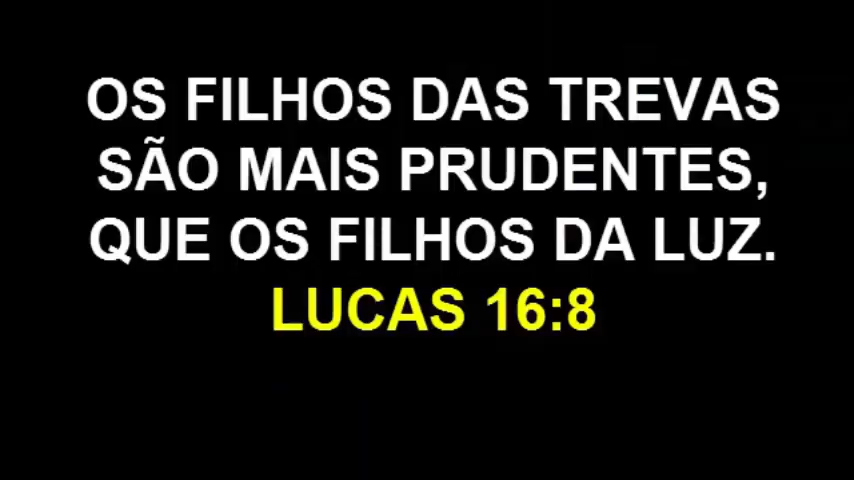 OS FILHOS DAS TREVAS
SÃO MAIS PRUDENTES,
QUE OS FILHOS DA LUZ.
LUCAS 16:8